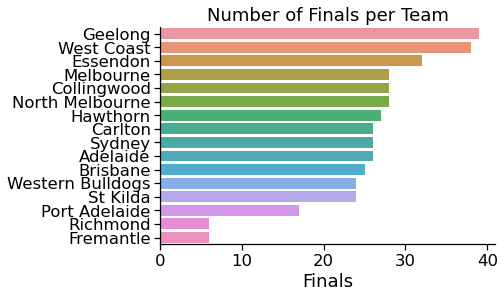 Number of Finals per Team
Geelong
West Coast
Essendon
Melbourne
Collingwood
North Melbourne
Hawthorn
Carlton
Sydney
Adelaide
Brisbane
Western Bulldogs
St Kilda
Port Adelaide
Richmond
Fremantle
0 10 20 30 40
Finals